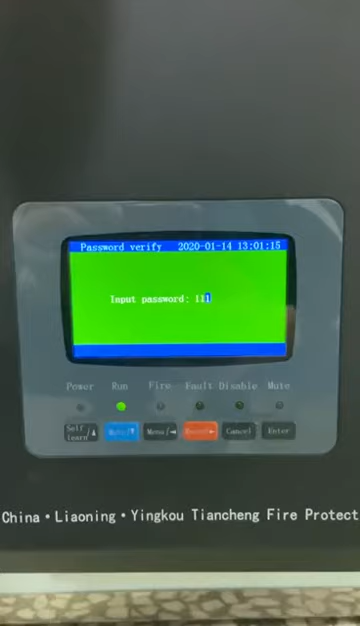 Password verify 2020-01-14 13:01:15
Input password: 111
Power Run Fire Fault Disable Mute
Self learn/▲ Mute/▼ Menu/◄ Cancel Enter
China·Liaoning·Yingkou Tiancheng Fire Protect